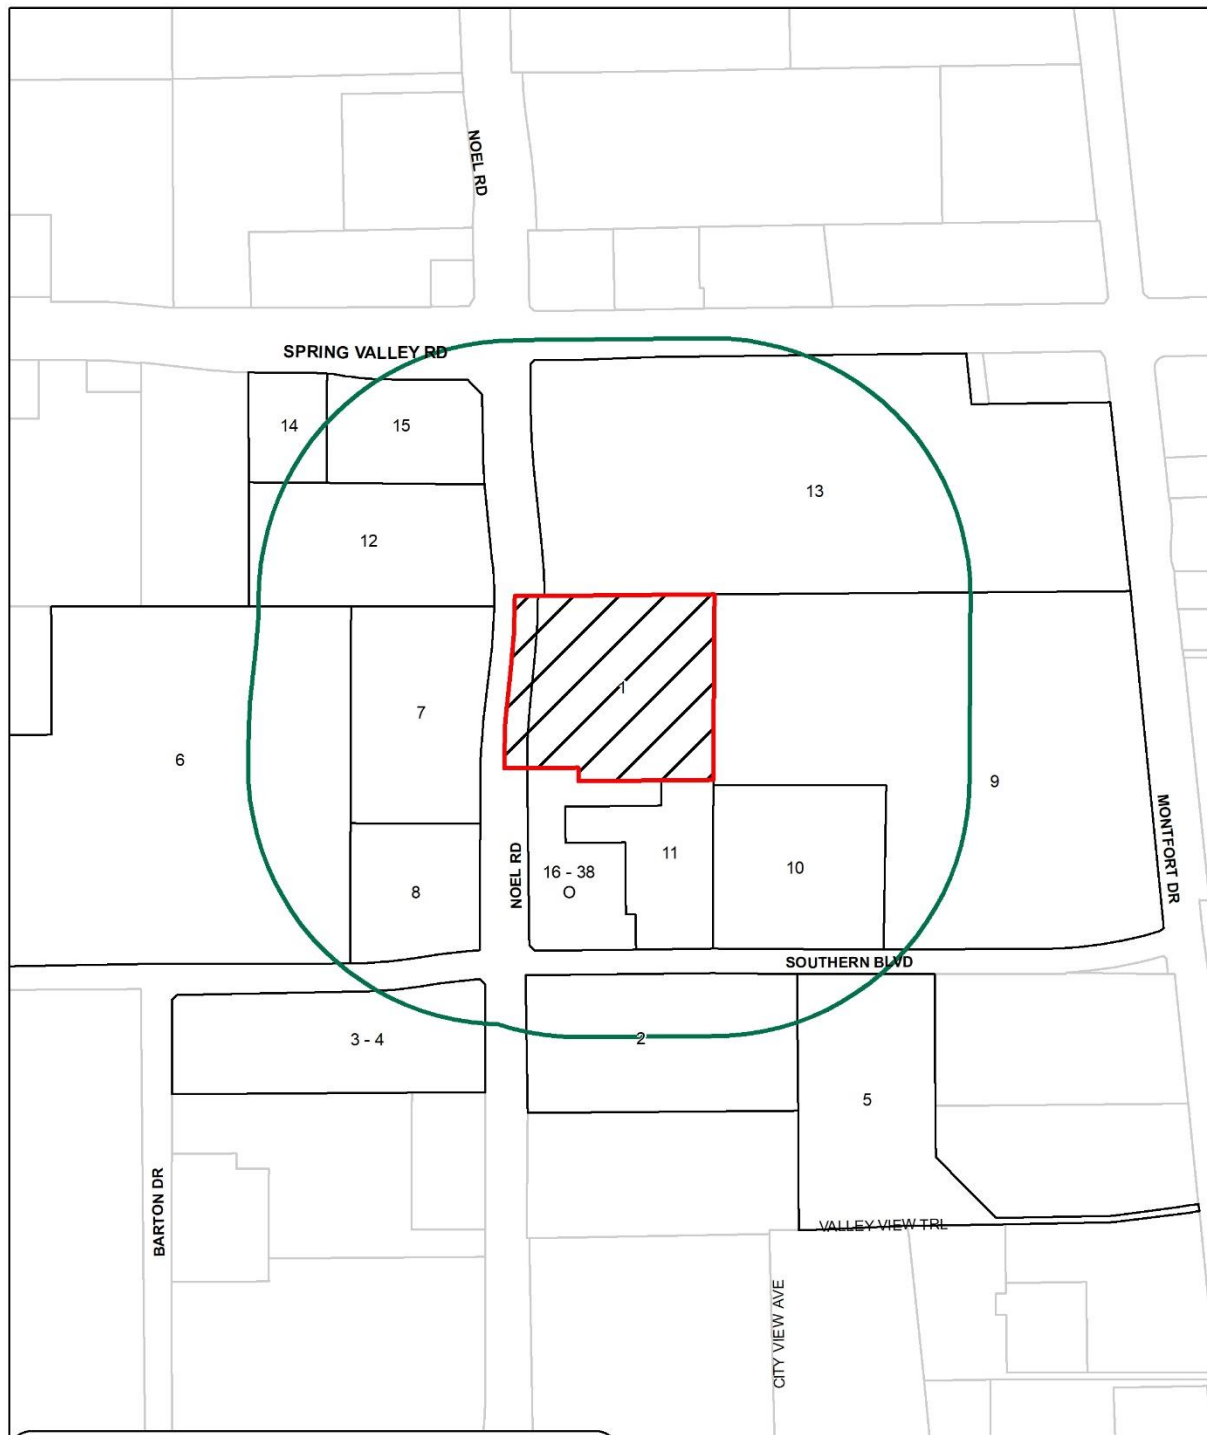 NOEL RD
SPRING VALLEY RD
14
15
13
12
1
7
6
9
MONTFORT DR
NOEL RD
16 - 38
O
11
10
8
SOUTHERN BLVD
3 - 4
2
5
BARTON DR
VALLEY VIEW TRL
CITY VIEW AVE